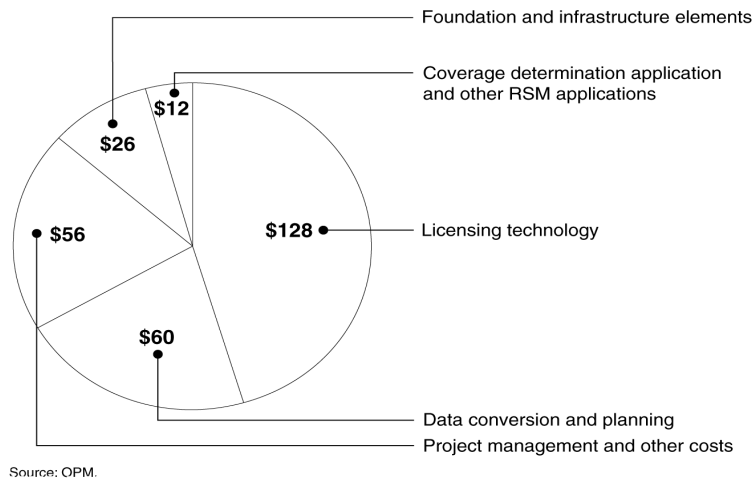 Foundation and infrastructure elements
Coverage determination application
and other RSM applications
$12
$26
$56
$128
Licensing technology
$60
Data conversion and planning
Project management and other costs
Source: OPM.